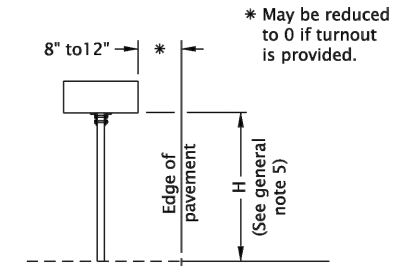 ✳ May be reduced
to 0 if turnout
is provided.
8" to12"
✳
Edge of
pavement
H
(See general
note 5)